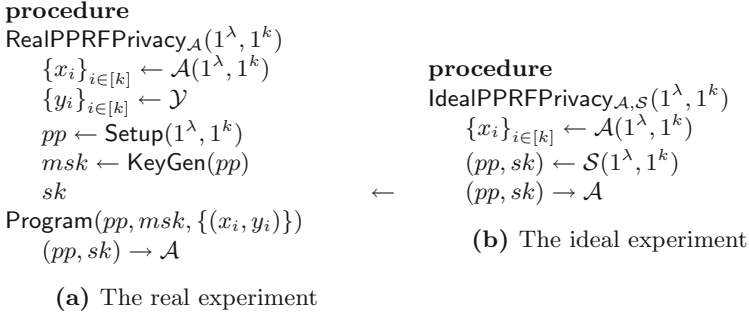 procedure
RealPPRFPrivacy_𝒜(1^λ, 1^k)
{x_i}_{i∈[k]} ← 𝒜(1^λ, 1^k)
{y_i}_{i∈[k]} ← 𝒴
pp ← Setup(1^λ, 1^k)
msk ← KeyGen(pp)
sk ←
Program(pp, msk, {(x_i, y_i)})
(pp, sk) → 𝒜
(a) The real experiment
procedure
IdealPPRFPrivacy_{𝒜,𝒮}(1^λ, 1^k)
{x_i}_{i∈[k]} ← 𝒜(1^λ, 1^k)
(pp, sk) ← 𝒮(1^λ, 1^k)
(pp, sk) → 𝒜
(b) The ideal experiment